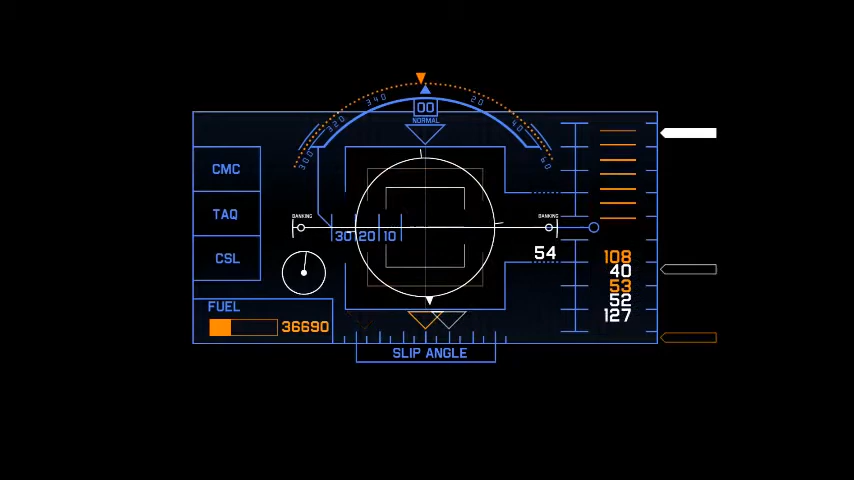 340
20
00
320
NORMAL
40
300
60
CMC
TAQ
BANKING
BANKING
30 20 10
54
CSL
108
40
53
52
127
FUEL
36690
SLIP ANGLE